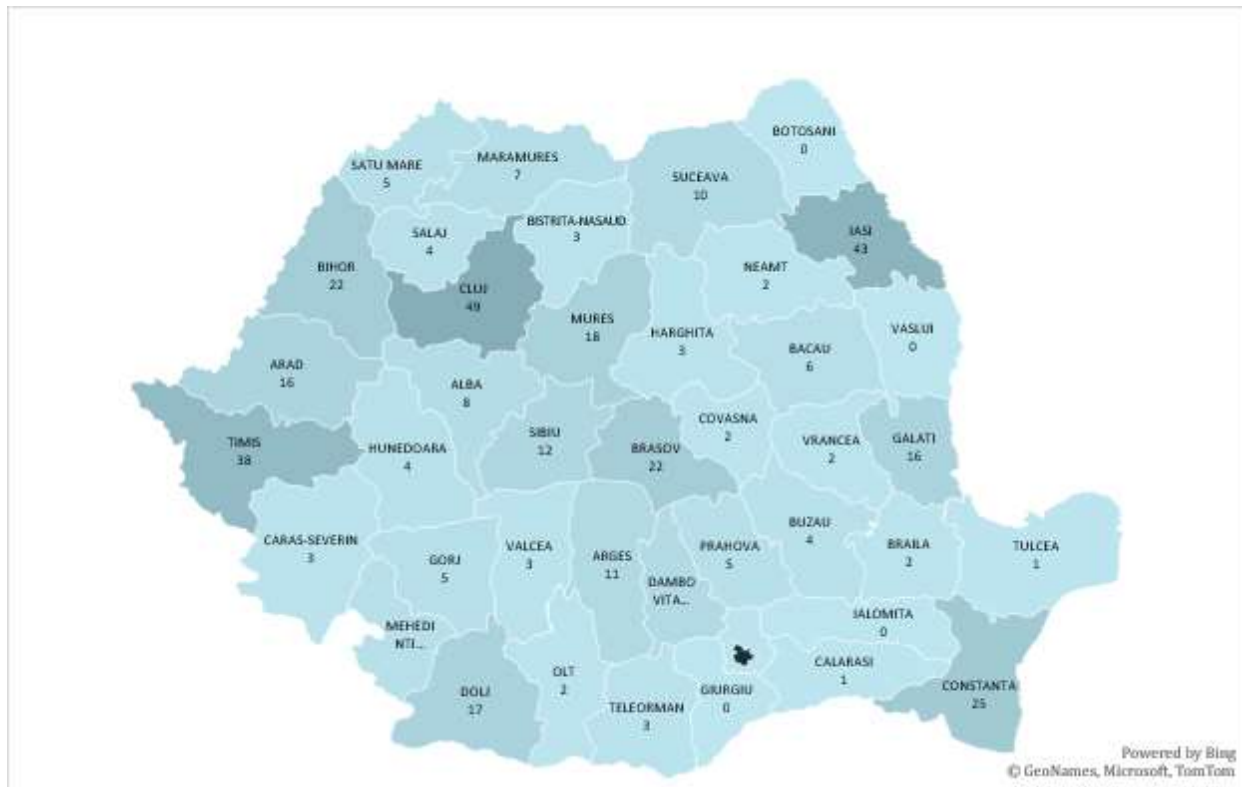 BOTOSANI
0
SATU MARE
5
MARAMURES
7
SUCEAVA
10
IASI
43
SALAJ
4
BISTRITA-NASAUD
3
NEAMT
2
BIHOR
22
CLUJ
49
MURES
18
HARGHITA
3
BACAU
6
VASLUI
0
ARAD
16
ALBA
8
COVASNA
2
TIMIS
38
HUNEDOARA
4
SIBIU
12
BRASOV
22
VRANCEA
2
GALATI
16
CARAS-SEVERIN
3
GORJ
5
VALCEA
3
ARGES
11
PRAHOVA
5
BUZAU
4
BRAILA
2
TULCEA
1
DAMBO
VITA...
MEHEDI
NTI...
IALOMITA
0
DOLJ
17
OLT
2
TELEORMAN
3
GIURGIU
0
CALARASI
1
CONSTANTA
25
Powered by Bing
© GeoNames, Microsoft, TomTom